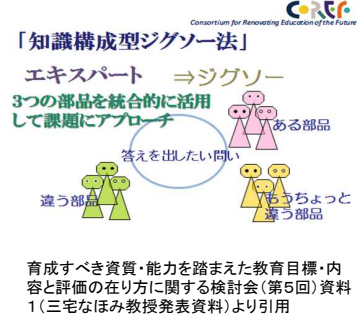 CoREF
Consortium for Renovating Education of the Future
「知識構成型ジグソー法」
エキスパート ⇒ジグソー
3つの部品を統合的に活用
して課題にアプローチ
ある部品
答えを出したい問い
違う部品
もうちょっと
違う部品
育成すべき資質・能力を踏まえた教育目標・内
容と評価の在り方に関する検討会(第5回)資料
1(三宅なほみ教授発表資料)より引用